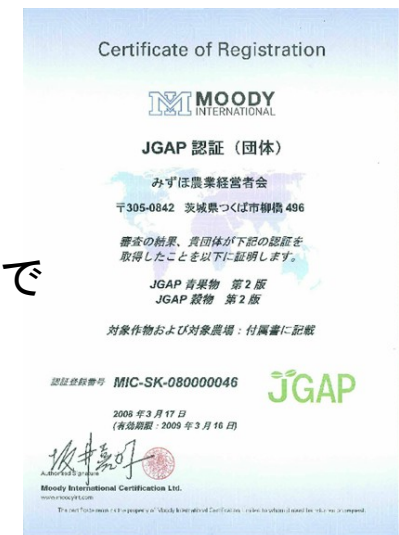 Certificate of Registration
MOODY
INTERNATIONAL
JGAP 認証（団体）
みずほ農業経営者会
〒305-0842 茨城県つくば市柳橋 496
審査の結果、貴団体が下記の認証を
取得したことを以下に証明します。
で
JGAP 青果物 第 2 版
JGAP 穀物 第 2 版
対象作物および対象農場：付属書に記載
認証登録番号 MIC-SK-080000046
JGAP
2008 年 3 月 17 日
(有効期限：2009 年 3 月 16 日)
Authorised Signature
Moody International Certification Ltd.
www.moodyint.com